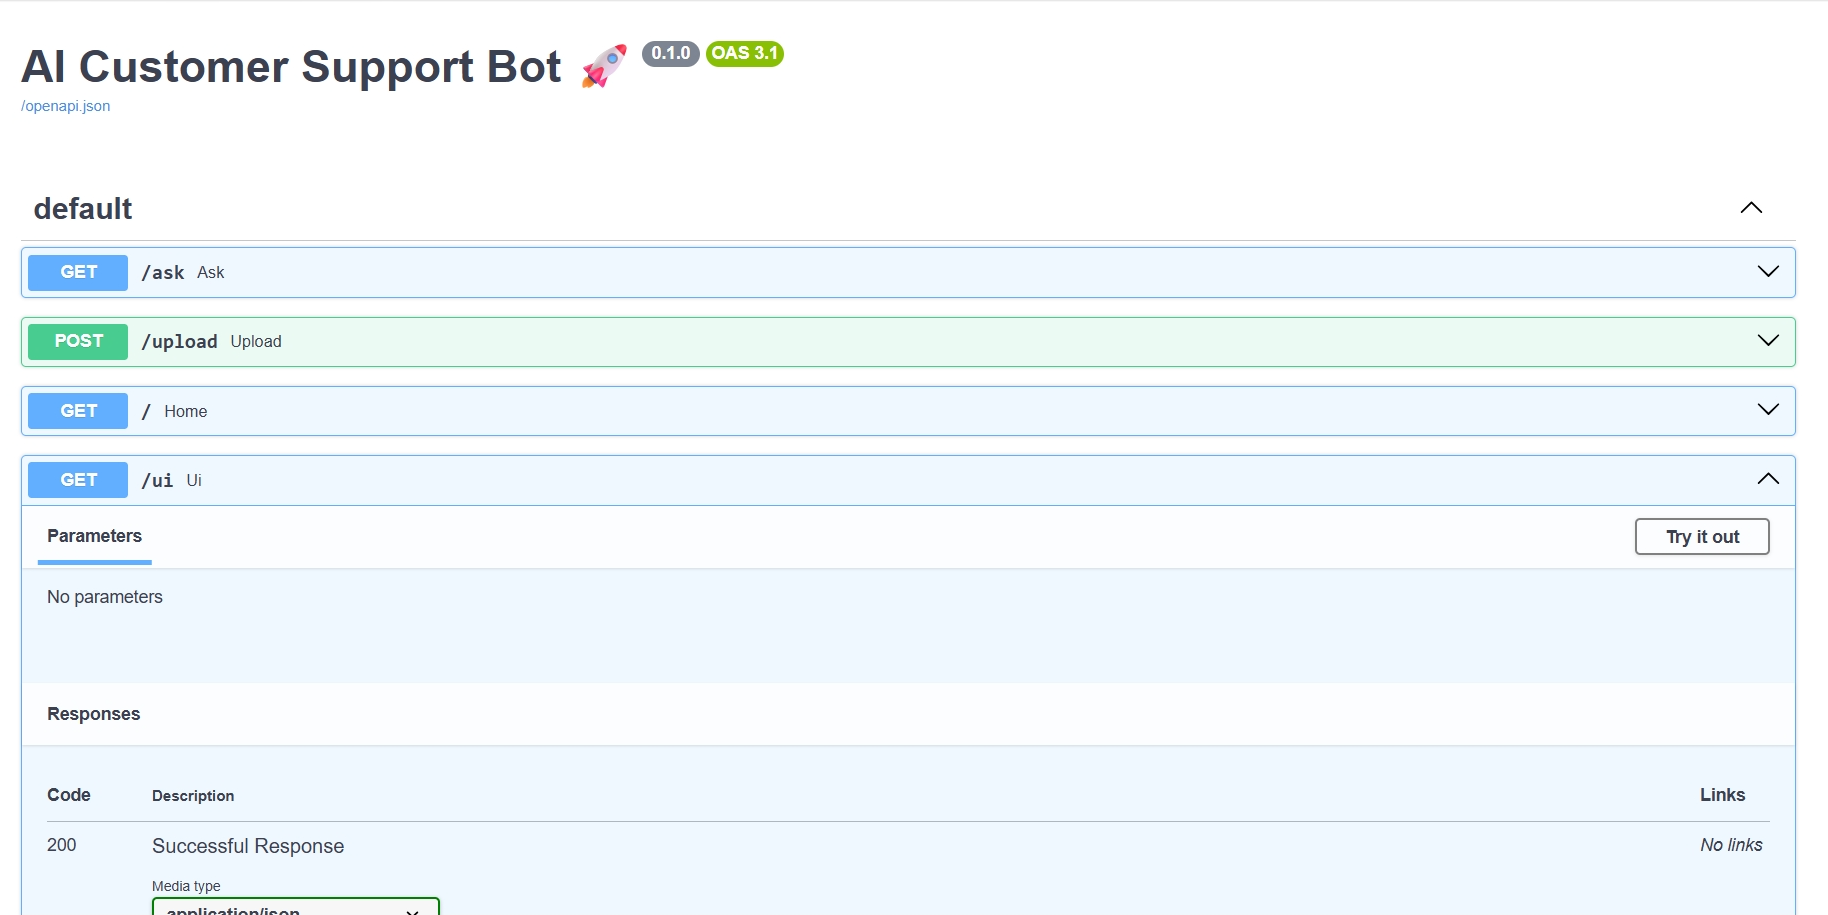 AI Customer Support Bot 🚀 0.1.0 OAS 3.1
/openapi.json
default
GET /ask Ask
POST /upload Upload
GET / Home
GET /ui Ui
Parameters Try it out
No parameters
Responses
Code Description Links
200 Successful Response No links
Media type
application/json